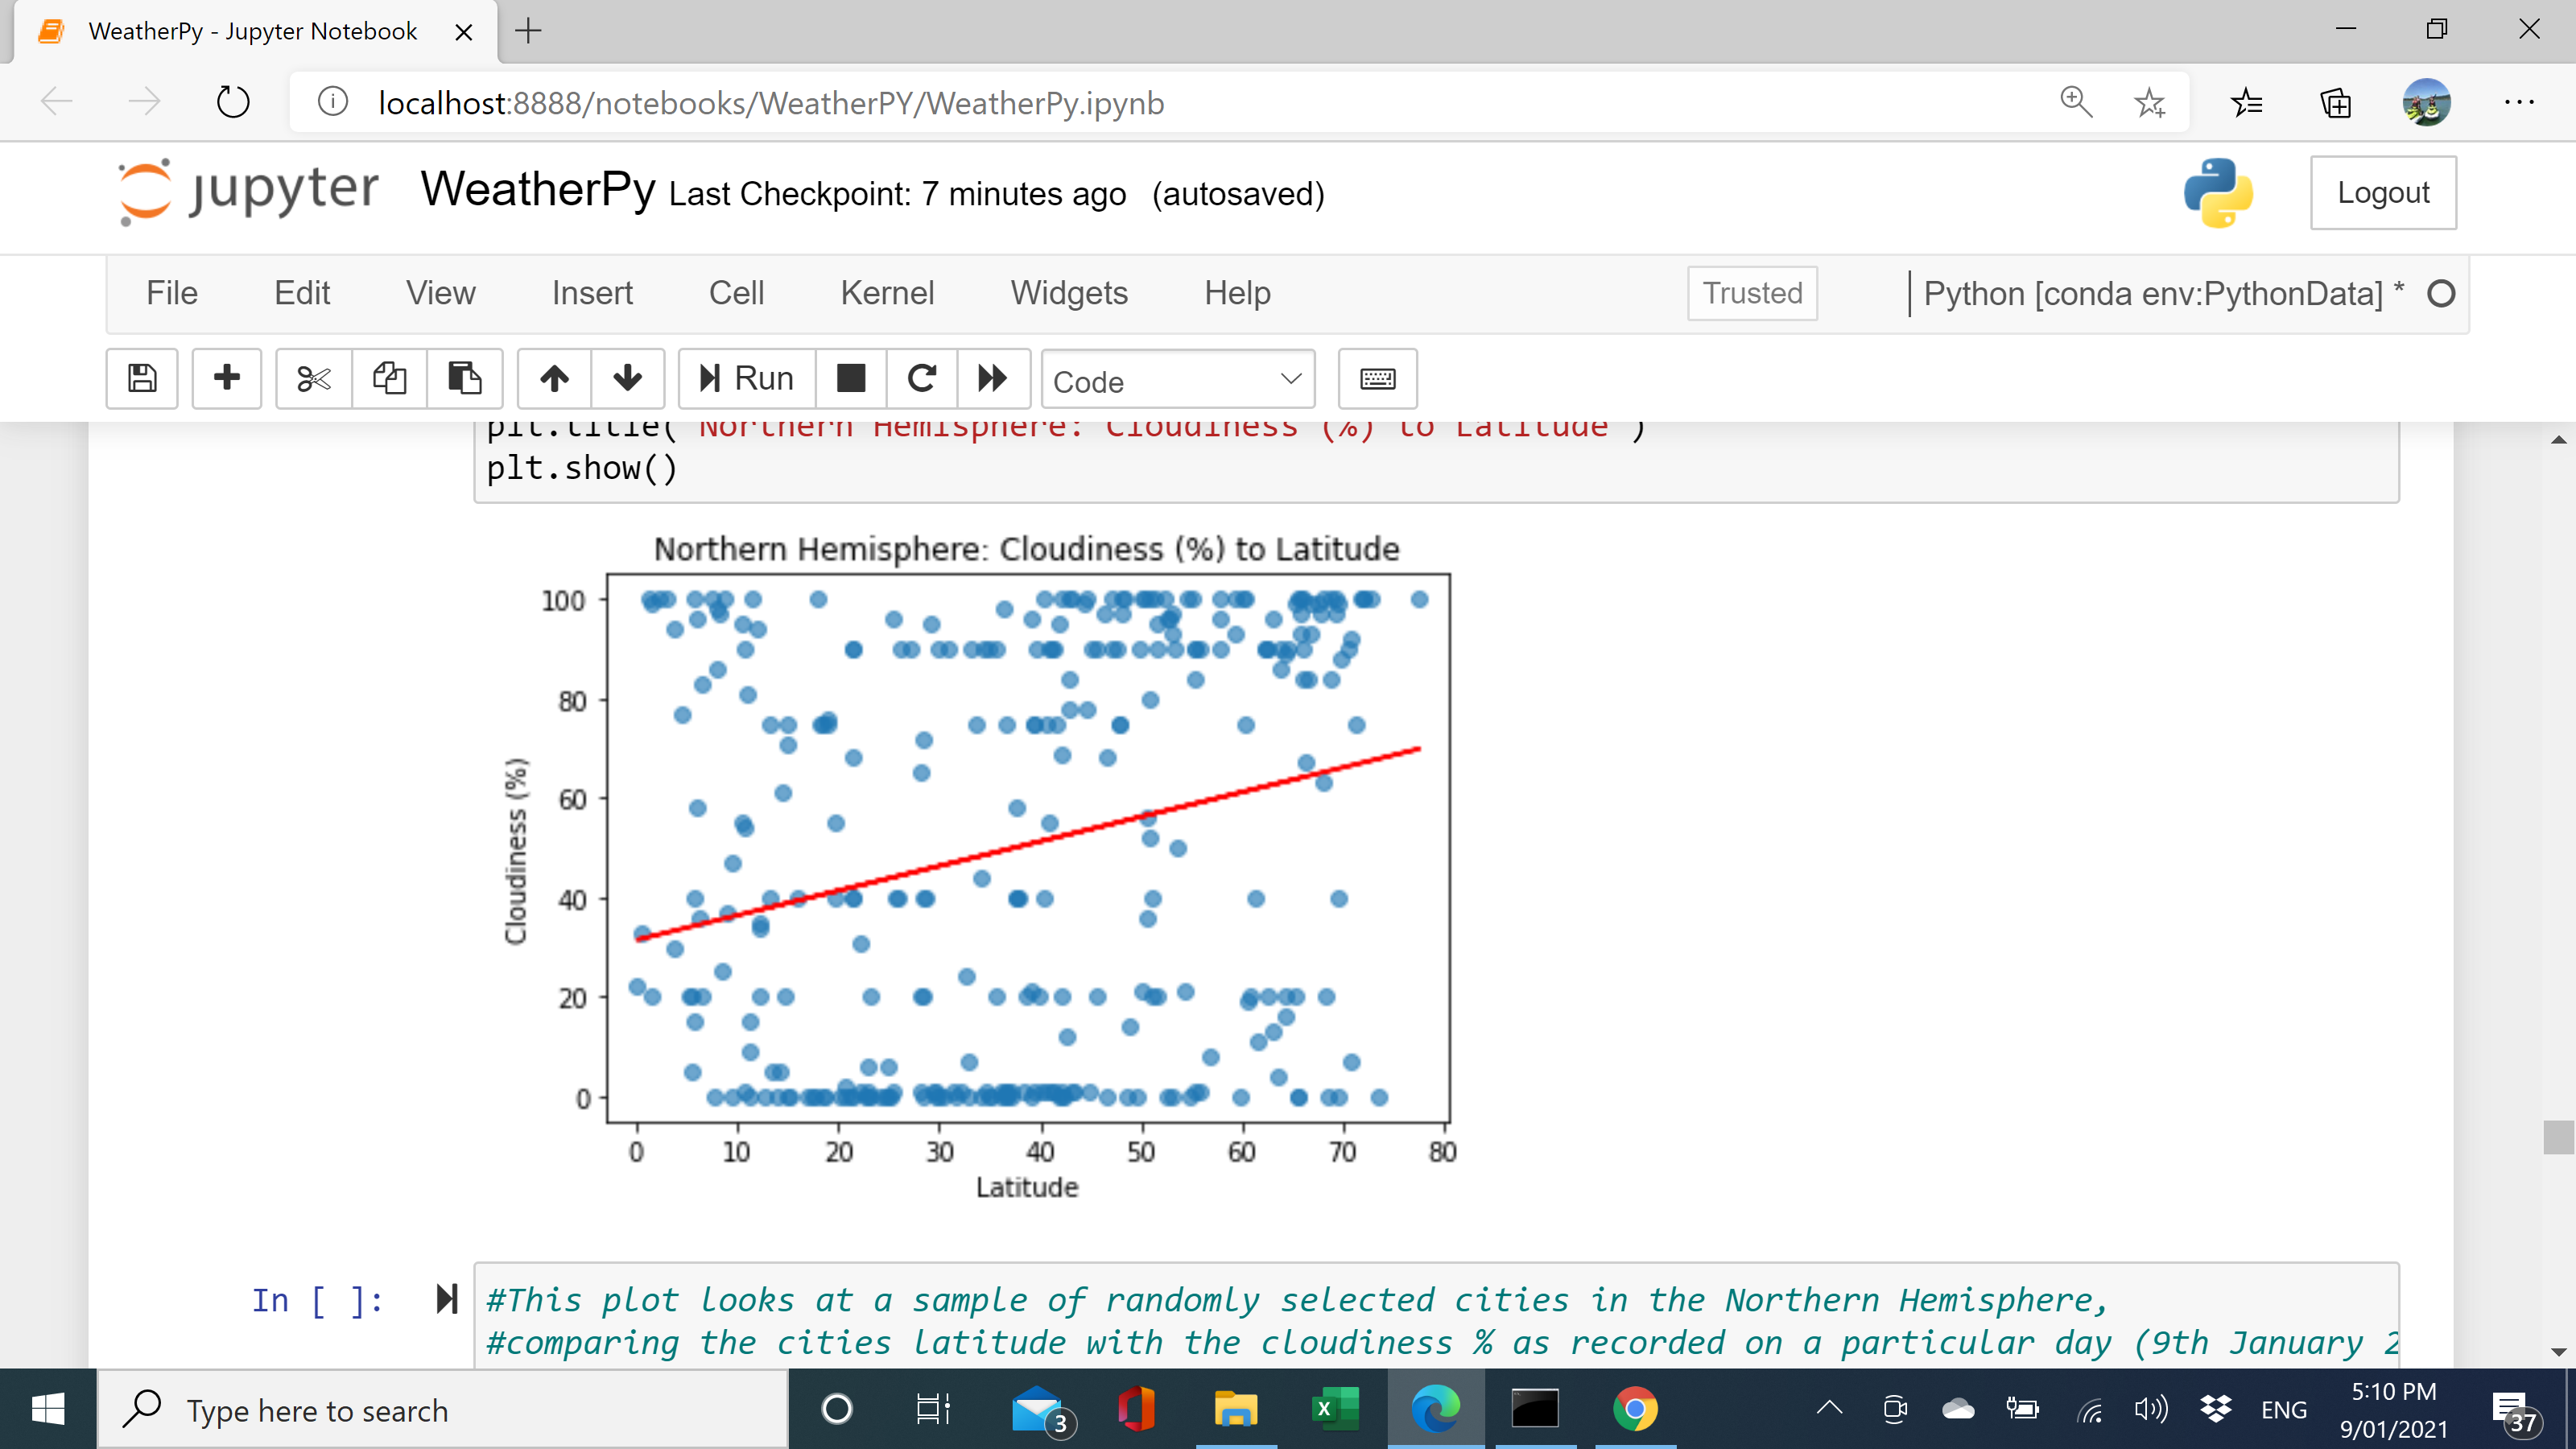 WeatherPy - Jupyter Notebook
localhost:8888/notebooks/WeatherPY/WeatherPy.ipynb
jupyter WeatherPy Last Checkpoint: 7 minutes ago (autosaved)
Logout
File Edit View Insert Cell Kernel Widgets Help Trusted Python [conda env:PythonData] *
Run Code
plt.title("Northern Hemisphere: Cloudiness (%) to Latitude")
plt.show()
Northern Hemisphere: Cloudiness (%) to Latitude
100
80
60
40
20
0
Cloudiness (%)
0 10 20 30 40 50 60 70 80
Latitude
In [ ]:
#This plot looks at a sample of randomly selected cities in the Northern Hemisphere,
#comparing the cities latitude with the cloudiness % as recorded on a particular day (9th January 2
Type here to search
3
ENG
5:10 PM
9/01/2021
37